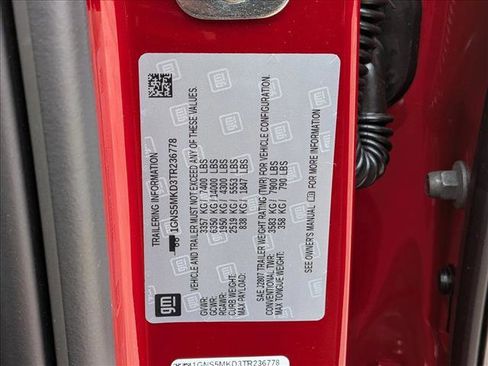 TRAILERING INFORMATION
1GNS5MKD3TR236778
VEHICLE AND TRAILER MUST NOT EXCEED ANY OF THESE VALUES.
GVWR: 3357 KG / 7400 LBS
GCWR: 6350 KG / 14000 LBS
RGAWR: 1950 KG / 4300 LBS
CURB WEIGHT: 2519 KG / 5553 LBS
MAX PAYLOAD: 838 KG / 1847 LBS
SAE J2807 TRAILER WEIGHT RATING (TWR) FOR VEHICLE CONFIGURATION.
CONVENTIONAL TWR: 3583 KG / 7900 LBS
MAX TONGUE WEIGHT: 358 KG / 790 LBS
SEE OWNER'S MANUAL FOR MORE INFORMATION.
gm
1GNS5MKD3TR236778